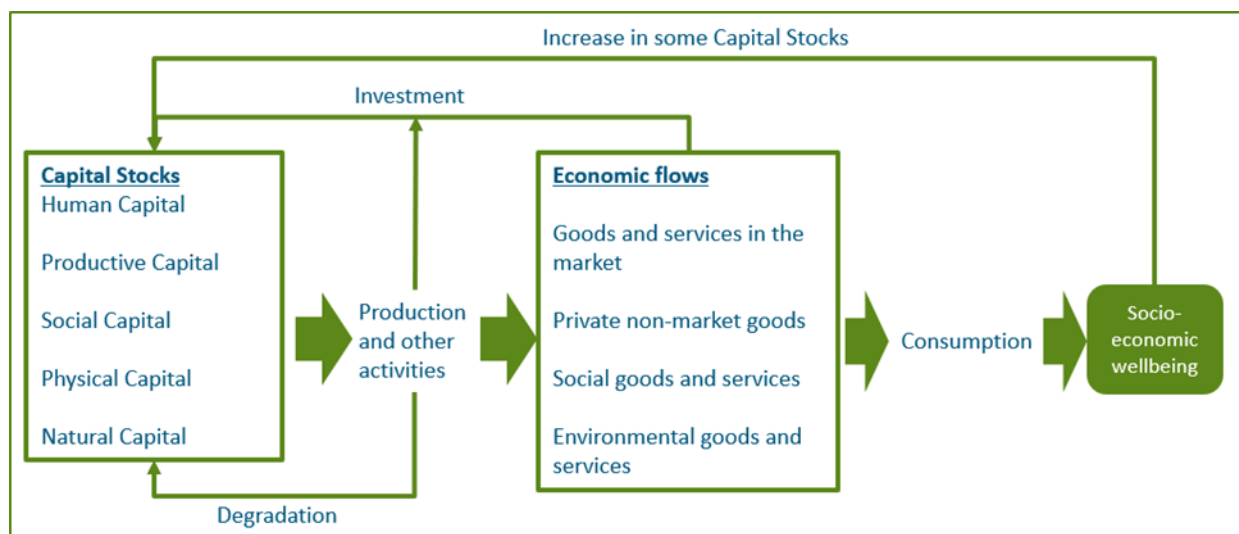 Increase in some Capital Stocks
Investment
Capital Stocks
Human Capital
Productive Capital
Social Capital
Physical Capital
Natural Capital
Degradation
Production
and other
activities
Economic flows
Goods and services in the
market
Private non-market goods
Social goods and services
Environmental goods and
services
Consumption
Socio-
economic
wellbeing